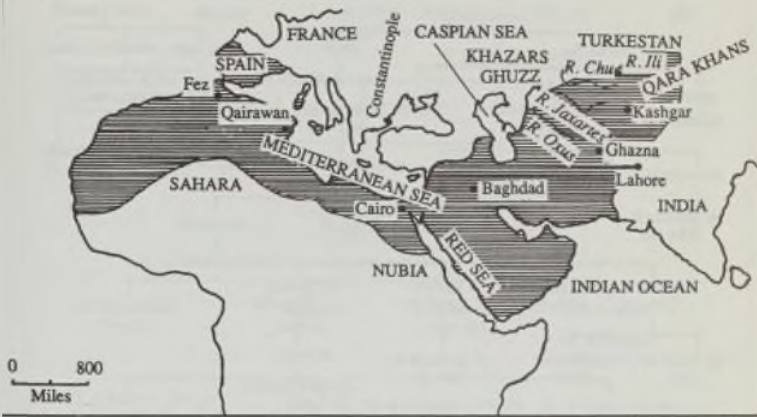 FRANCE
SPAIN
Fez
Qairawan
Constantinople
CASPIAN SEA
KHAZARS
GHUZZ
TURKESTAN
R. Chu
R. Ili
QARA KHANS
R. Jaxartes
R. Oxus
Kashgar
Ghazna
Lahore
MEDITERRANEAN SEA
SAHARA
Cairo
Baghdad
INDIA
NUBIA
RED SEA
INDIAN OCEAN
0 800
Miles